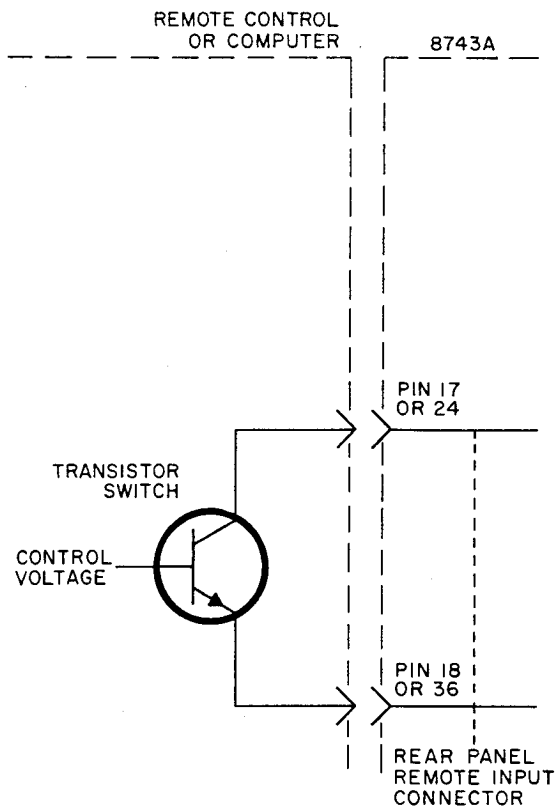 REMOTE CONTROL
OR COMPUTER
8743A
PIN 17
OR 24
TRANSISTOR
SWITCH
CONTROL
VOLTAGE
PIN 18
OR 36
REAR PANEL
REMOTE INPUT
CONNECTOR